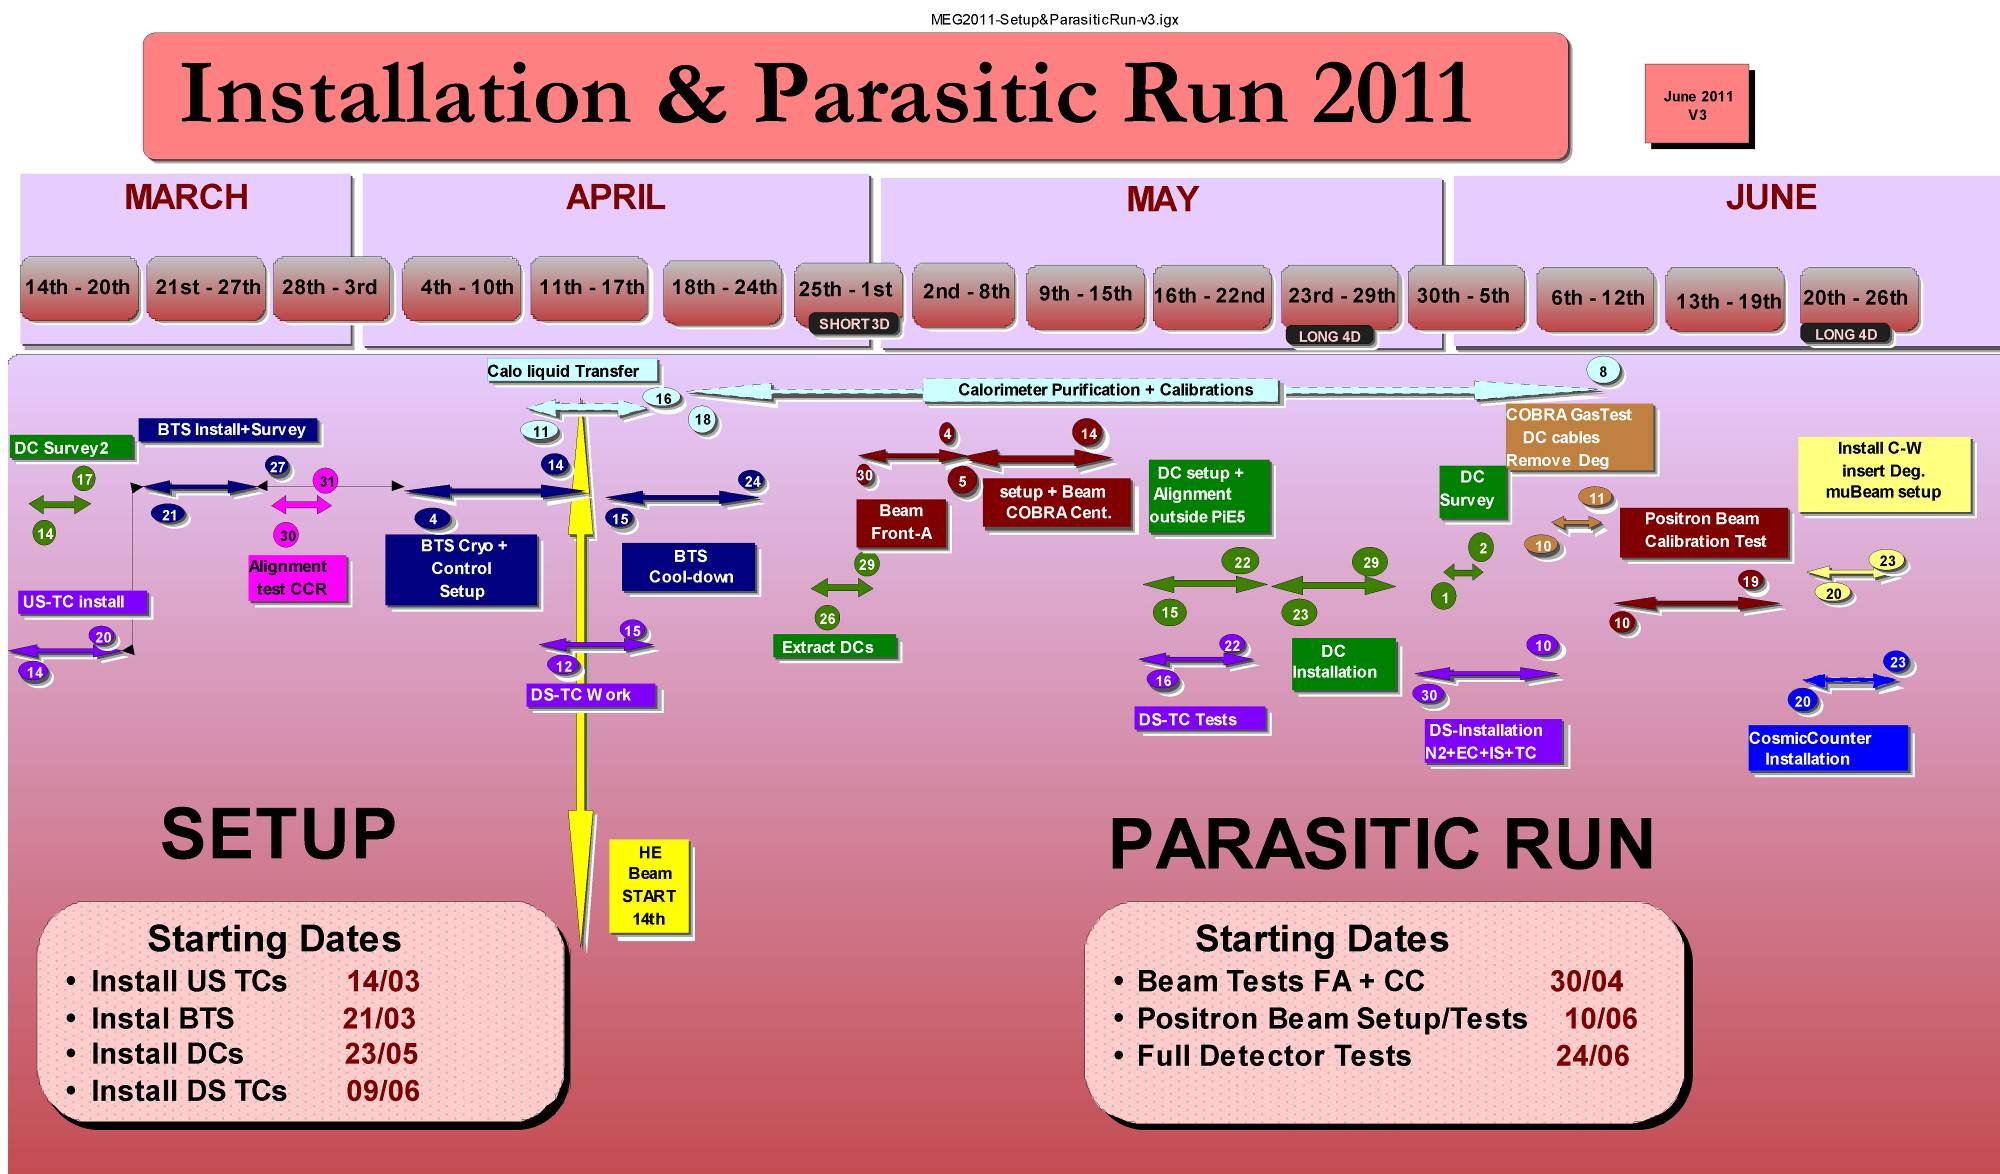 MEG2011-Setup&ParasiticRun-v3.igx
Installation & Parasitic Run 2011
June 2011
V3
MARCH
APRIL
MAY
JUNE
14th - 20th
21st - 27th
28th - 3rd
4th - 10th
11th - 17th
18th - 24th
25th - 1st
2nd - 8th
9th - 15th
16th - 22nd
23rd - 29th
30th - 5th
6th - 12th
13th - 19th
20th - 26th
SHORT 3D
LONG 4D
LONG 4D
Calo liquid Transfer
16
11
18
Calorimeter Purification + Calibrations
8
DC Survey2
17
14
BTS Install+Survey
27
21
31
30
Alignment
test CCR
US-TC install
20
14
14
4
BTS Cryo +
Control
Setup
24
15
BTS
Cool-down
15
12
DS-TC Work
HE
Beam
START
14th
4
30
Beam
Front-A
14
5
setup + Beam
COBRA Cent.
29
26
Extract DCs
DC setup +
Alignment
outside PiE5
22
15
29
23
DC
Installation
22
16
DS-TC Tests
COBRA GasTest
DC cables
Remove Deg
11
10
DC
Survey
2
1
10
30
DS-Installation
N2+EC+IS+TC
Positron Beam
Calibration Test
19
10
Install C-W
insert Deg.
muBeam setup
23
20
23
20
CosmicCounter
Installation
SETUP
Starting Dates
• Install US TCs 14/03
• Instal BTS 21/03
• Install DCs 23/05
• Install DS TCs 09/06
PARASITIC RUN
Starting Dates
• Beam Tests FA + CC 30/04
• Positron Beam Setup/Tests 10/06
• Full Detector Tests 24/06